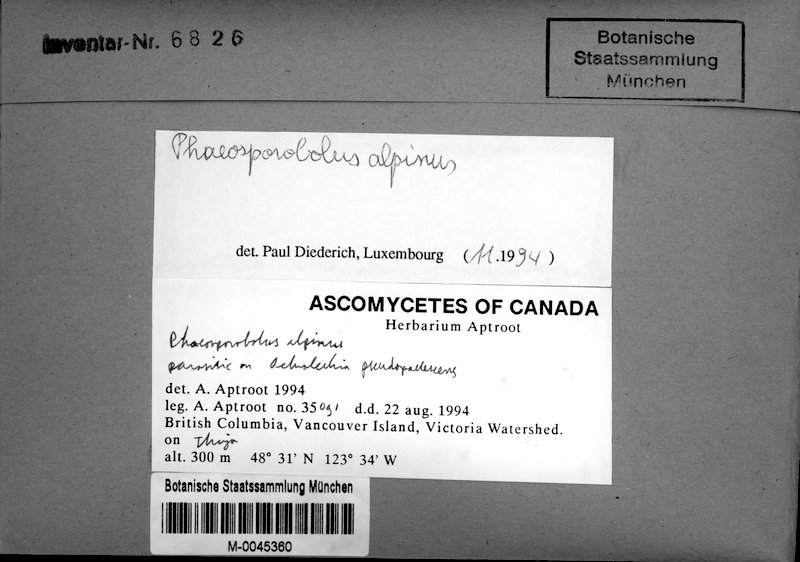 Inventar-Nr. 6826
Botanische
Staatssammlung
München
Phaeosporobolus alpinus
det. Paul Diederich, Luxembourg (11.1994)
ASCOMYCETES OF CANADA
Herbarium Aptroot
Phaeosporobolus alpinus
parasitic on Ochrolechia pseudopallescens
det. A. Aptroot 1994
leg. A. Aptroot no. 35091 d.d. 22 aug. 1994
British Columbia, Vancouver Island, Victoria Watershed.
on Thuja
alt. 300 m 48° 31' N 123° 34' W
Botanische Staatssammlung München
M-0045360